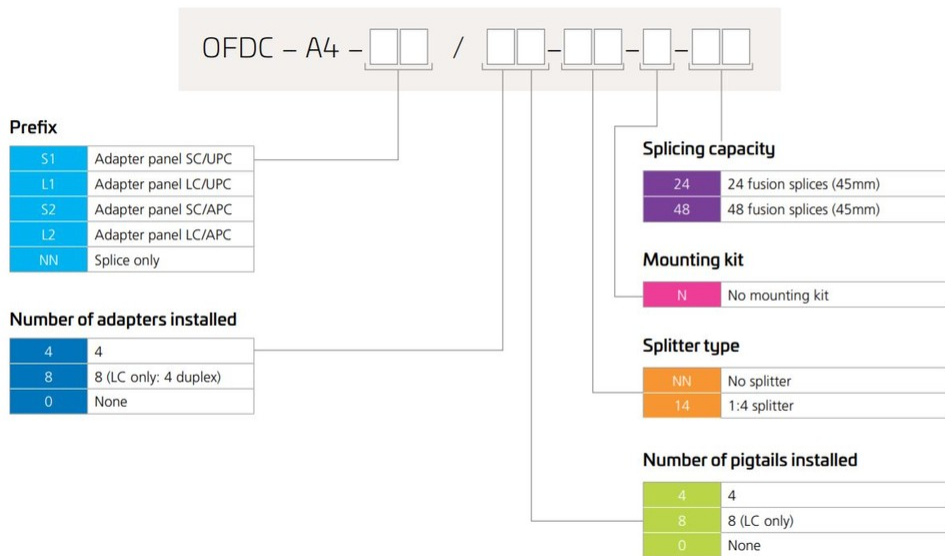 OFDC – A4 – / - - -
Prefix
S1 Adapter panel SC/UPC
L1 Adapter panel LC/UPC
S2 Adapter panel SC/APC
L2 Adapter panel LC/APC
NN Splice only
Number of adapters installed
4 4
8 8 (LC only: 4 duplex)
0 None
Splicing capacity
24 24 fusion splices (45mm)
48 48 fusion splices (45mm)
Mounting kit
N No mounting kit
Splitter type
NN No splitter
14 1:4 splitter
Number of pigtails installed
4 4
8 8 (LC only)
0 None